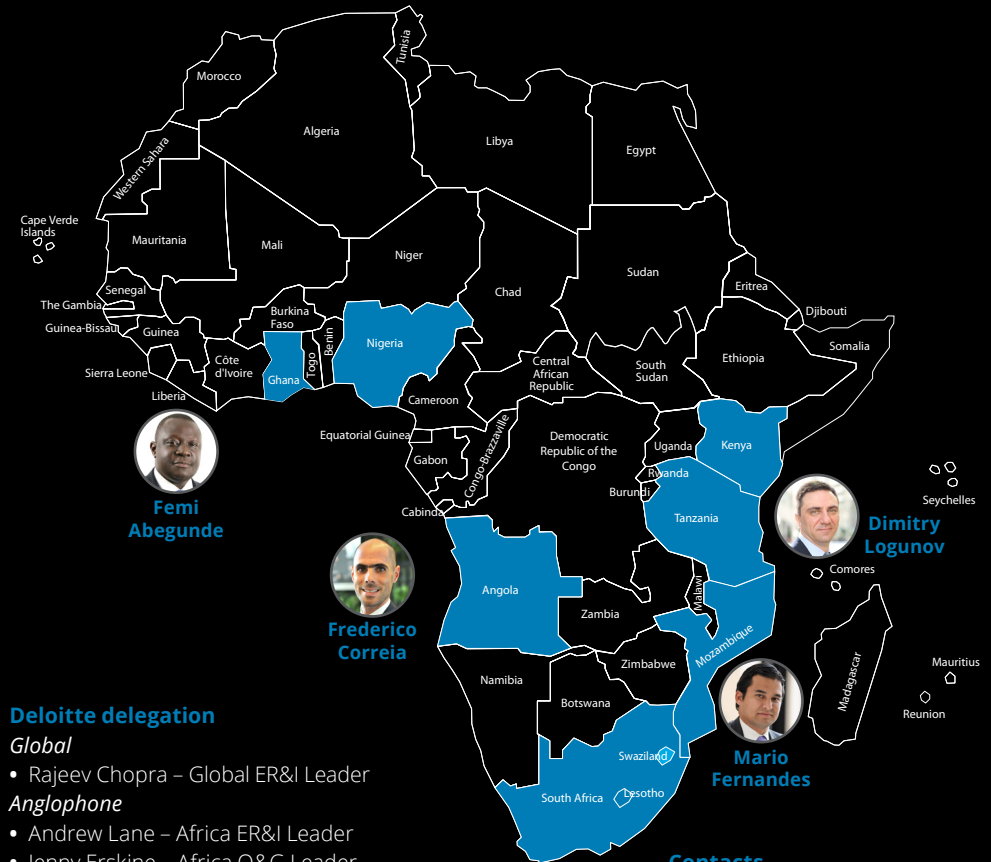 Tunisia
Morocco
Algeria
Libya
Egypt
Western Sahara
Cape Verde
Islands
Mauritania
Mali
Niger
Chad
Sudan
Eritrea
Djibouti
Senegal
The Gambia
Guinea-Bissau
Guinea
Sierra Leone
Liberia
Côte
d'Ivoire
Burkina
Faso
Ghana
Togo
Benin
Nigeria
Cameroon
Central
African
Republic
South
Sudan
Ethiopia
Somalia
Equatorial Guinea
Gabon
Congo-Brazzaville
Cabinda
Democratic
Republic of the
Congo
Uganda
Kenya
Rwanda
Burundi
Tanzania
Seychelles
Femi
Abegunde
Dimitry
Logunov
Comores
Angola
Zambia
Malawi
Mozambique
Frederico
Correia
Zimbabwe
Namibia
Botswana
Madagascar
Mauritius
Reunion
Swaziland
South Africa
Lesotho
Mario
Fernandes
Deloitte delegation
Global
• Rajeev Chopra – Global ER&I Leader
Anglophone
• Andrew Lane – Africa ER&I Leader
• Jenny Erskine – Africa O&G Leader
Contacts